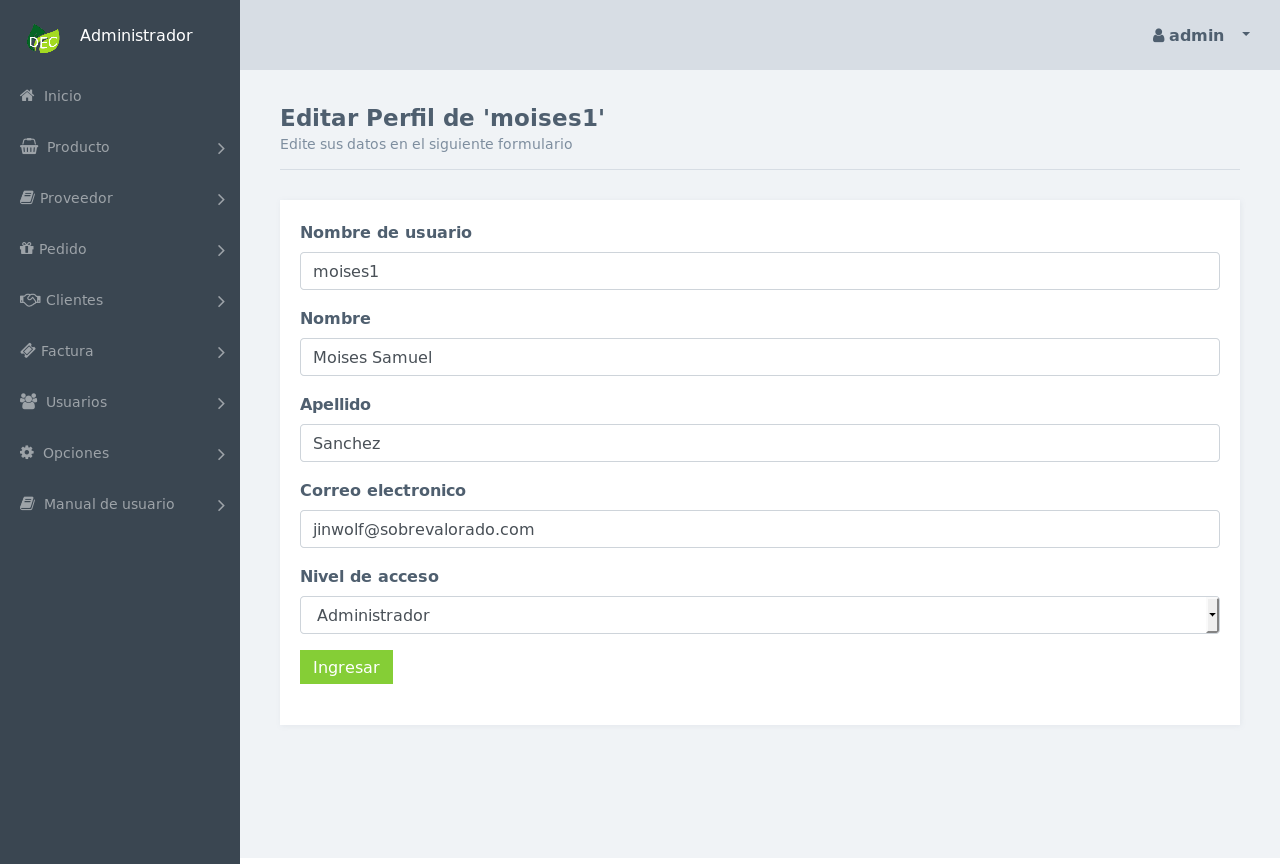 DEC Administrador
admin
Inicio
Producto
Proveedor
Pedido
Clientes
Factura
Usuarios
Opciones
Manual de usuario
Editar Perfil de 'moises1'
Edite sus datos en el siguiente formulario
Nombre de usuario
moises1
Nombre
Moises Samuel
Apellido
Sanchez
Correo electronico
jinwolf@sobrevalorado.com
Nivel de acceso
Administrador
Ingresar